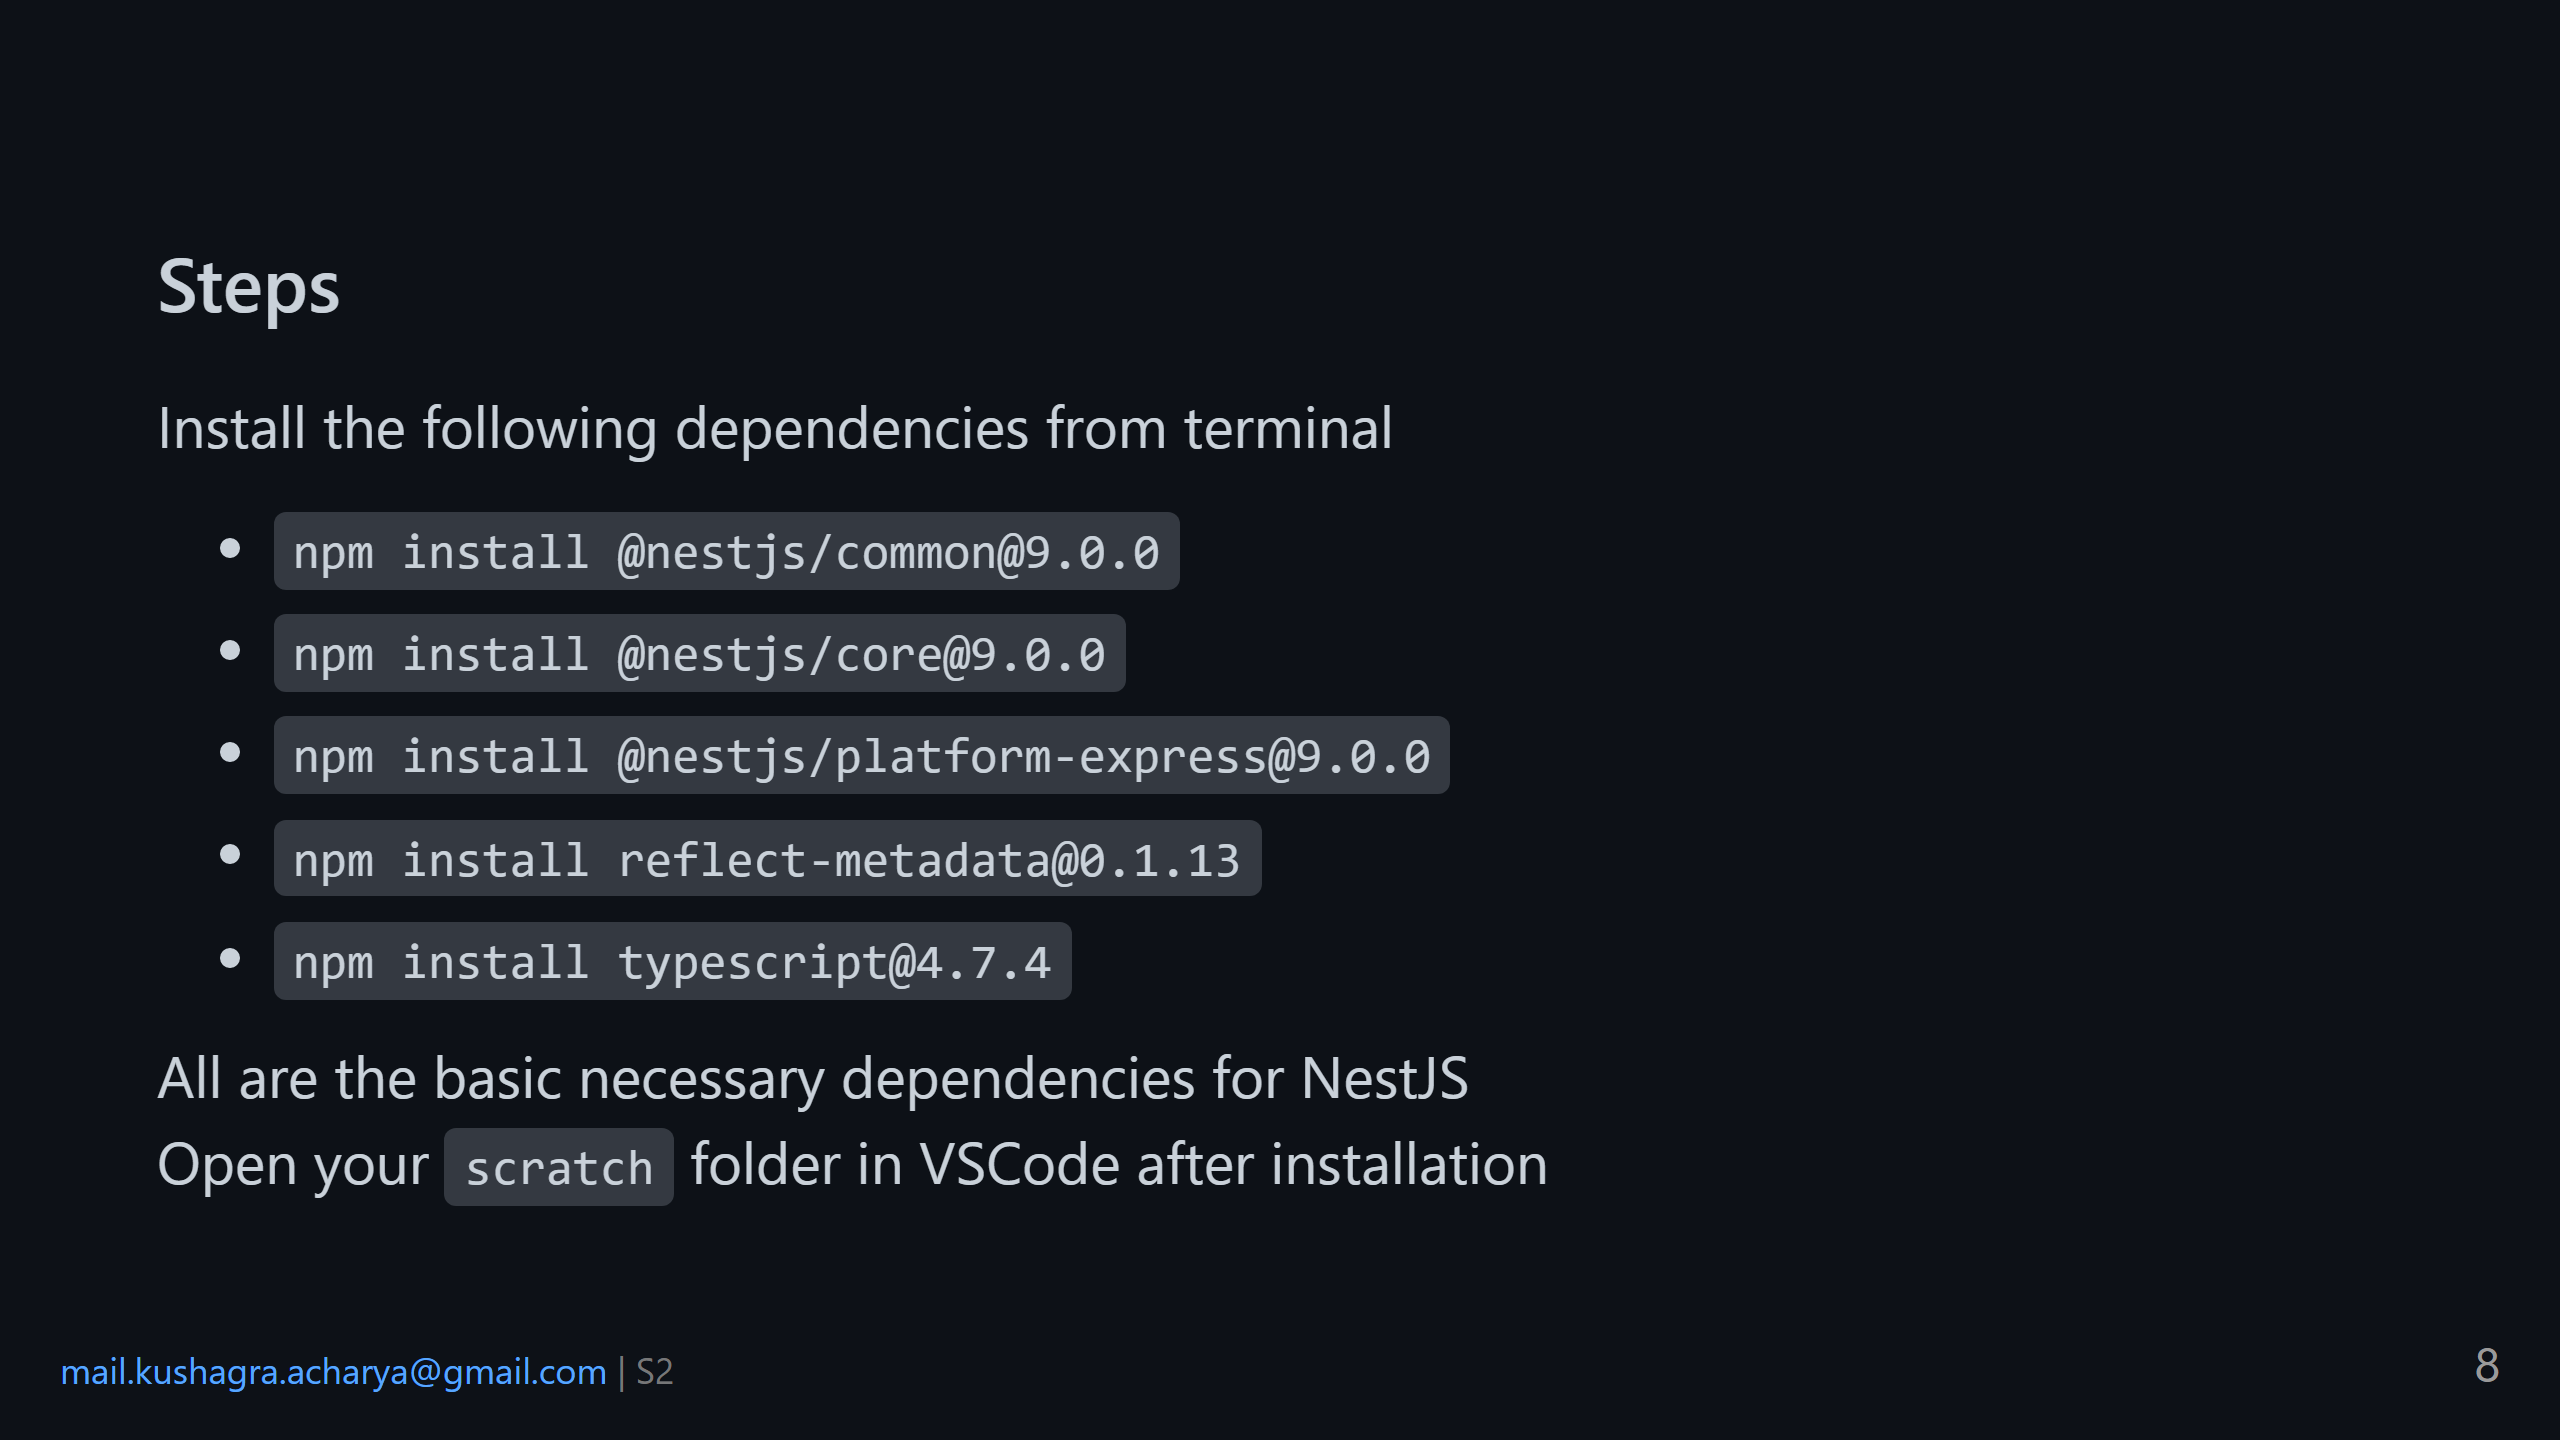 Steps
Install the following dependencies from terminal
npm install @nestjs/common@9.0.0
npm install @nestjs/core@9.0.0
npm install @nestjs/platform-express@9.0.0
npm install reflect-metadata@0.1.13
npm install typescript@4.7.4
All are the basic necessary dependencies for NestJS
Open your scratch folder in VSCode after installation
mail.kushagra.acharya@gmail.com | S2
8